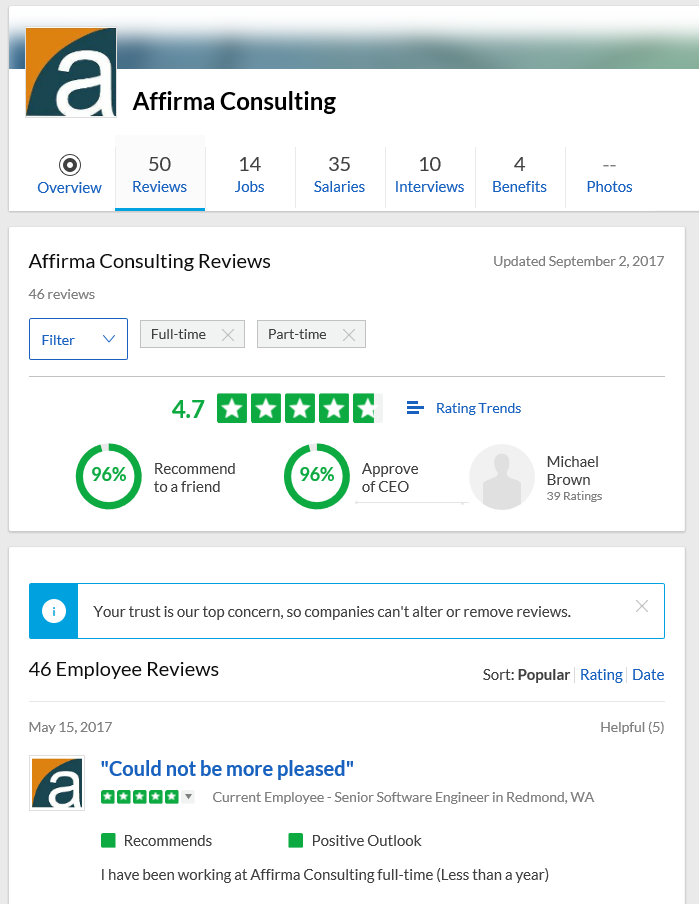 a
Affirma Consulting
50 14 35 10 4 --
Overview Reviews Jobs Salaries Interviews Benefits Photos
Affirma Consulting Reviews
Updated September 2, 2017
46 reviews
Filter Full-time Part-time
4.7 Rating Trends
96% Recommend
to a friend
96% Approve
of CEO
Michael
Brown
39 Ratings
i Your trust is our top concern, so companies can't alter or remove reviews.
46 Employee Reviews
Sort: Popular Rating Date
May 15, 2017 Helpful (5)
a
"Could not be more pleased"
Current Employee - Senior Software Engineer in Redmond, WA
Recommends Positive Outlook
I have been working at Affirma Consulting full-time (Less than a year)